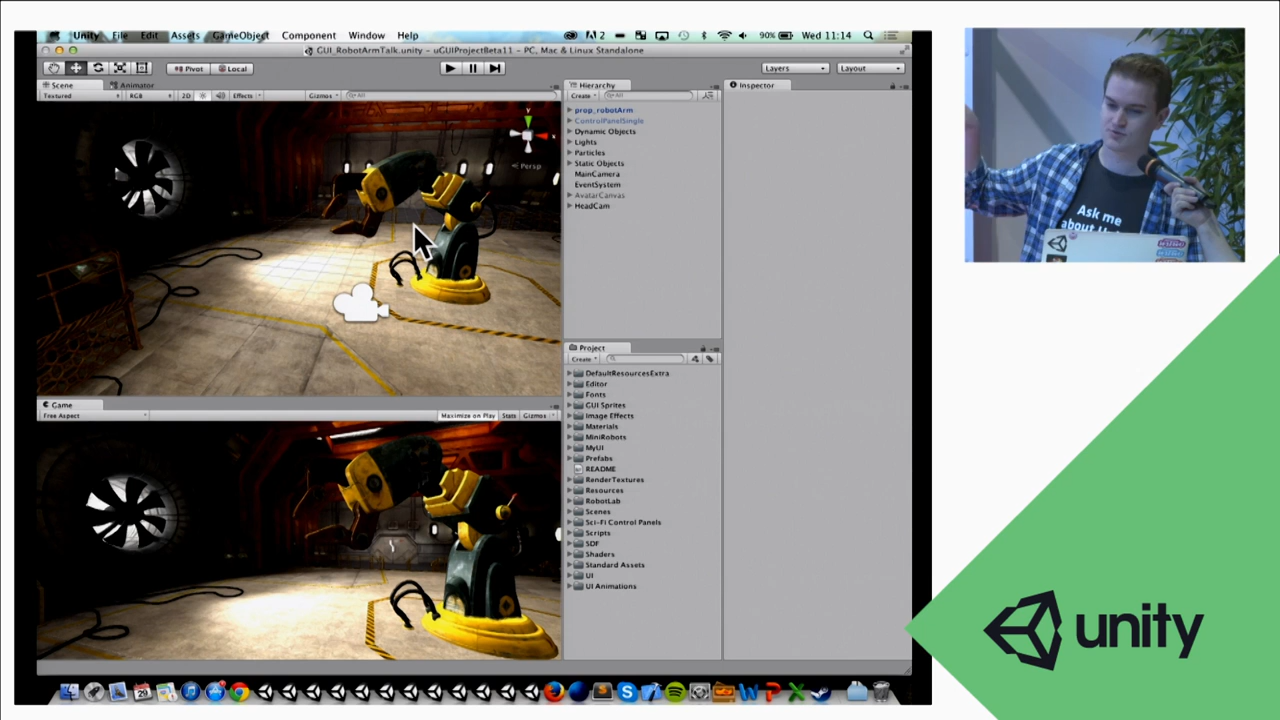 Unity File Edit Assets GameObject Component Window Help 2 90% Wed 11:14
GUI_RobotArmTalk.unity - uGUIProjectBeta11 - PC, Mac & Linux Standalone
Pivot Local Layers Layout
Scene Animator
Textured RGB 2D Effects Gizmos All
y
x
Persp
Hierarchy
Create All
prop_robotArm
ControlPanelSingle
Dynamic Objects
Lights
Particles
Static Objects
MainCamera
EventSystem
AvatarCanvas
HeadCam
Inspector
Project
Create
DefaultResourcesExtra
Editor
Fonts
GUI Sprites
Image Effects
Materials
MiniRobots
MyUI
Prefabs
README
RenderTextures
Resources
RobotLab
Scenes
Sci-Fi Control Panels
Scripts
SDF
Shaders
Standard Assets
UI
UI Animations
Game
Free Aspect Maximize on Play Stats Gizmos
29
Ask me
about
unity